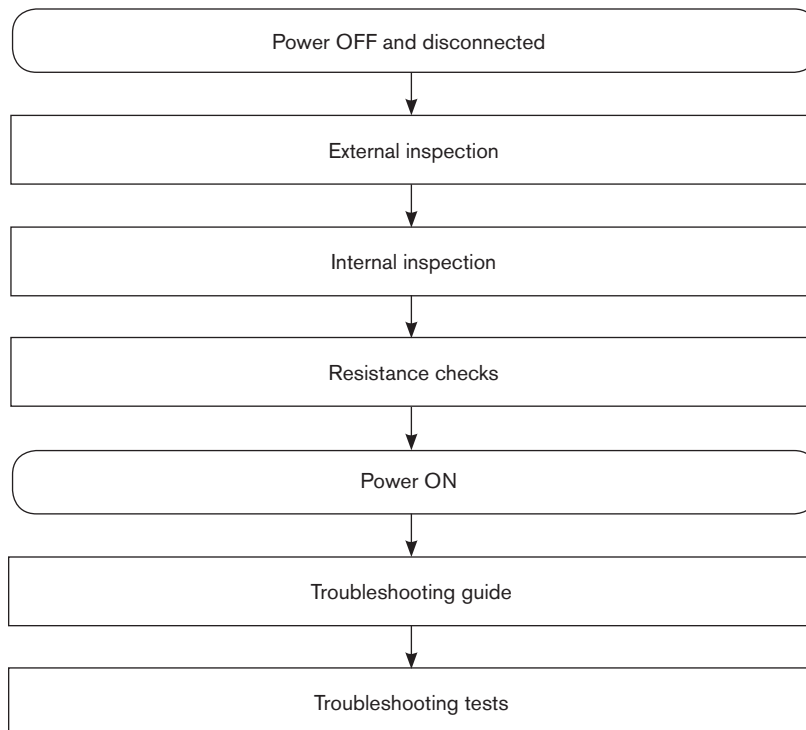 Power OFF and disconnected
External inspection
Internal inspection
Resistance checks
Power ON
Troubleshooting guide
Troubleshooting tests